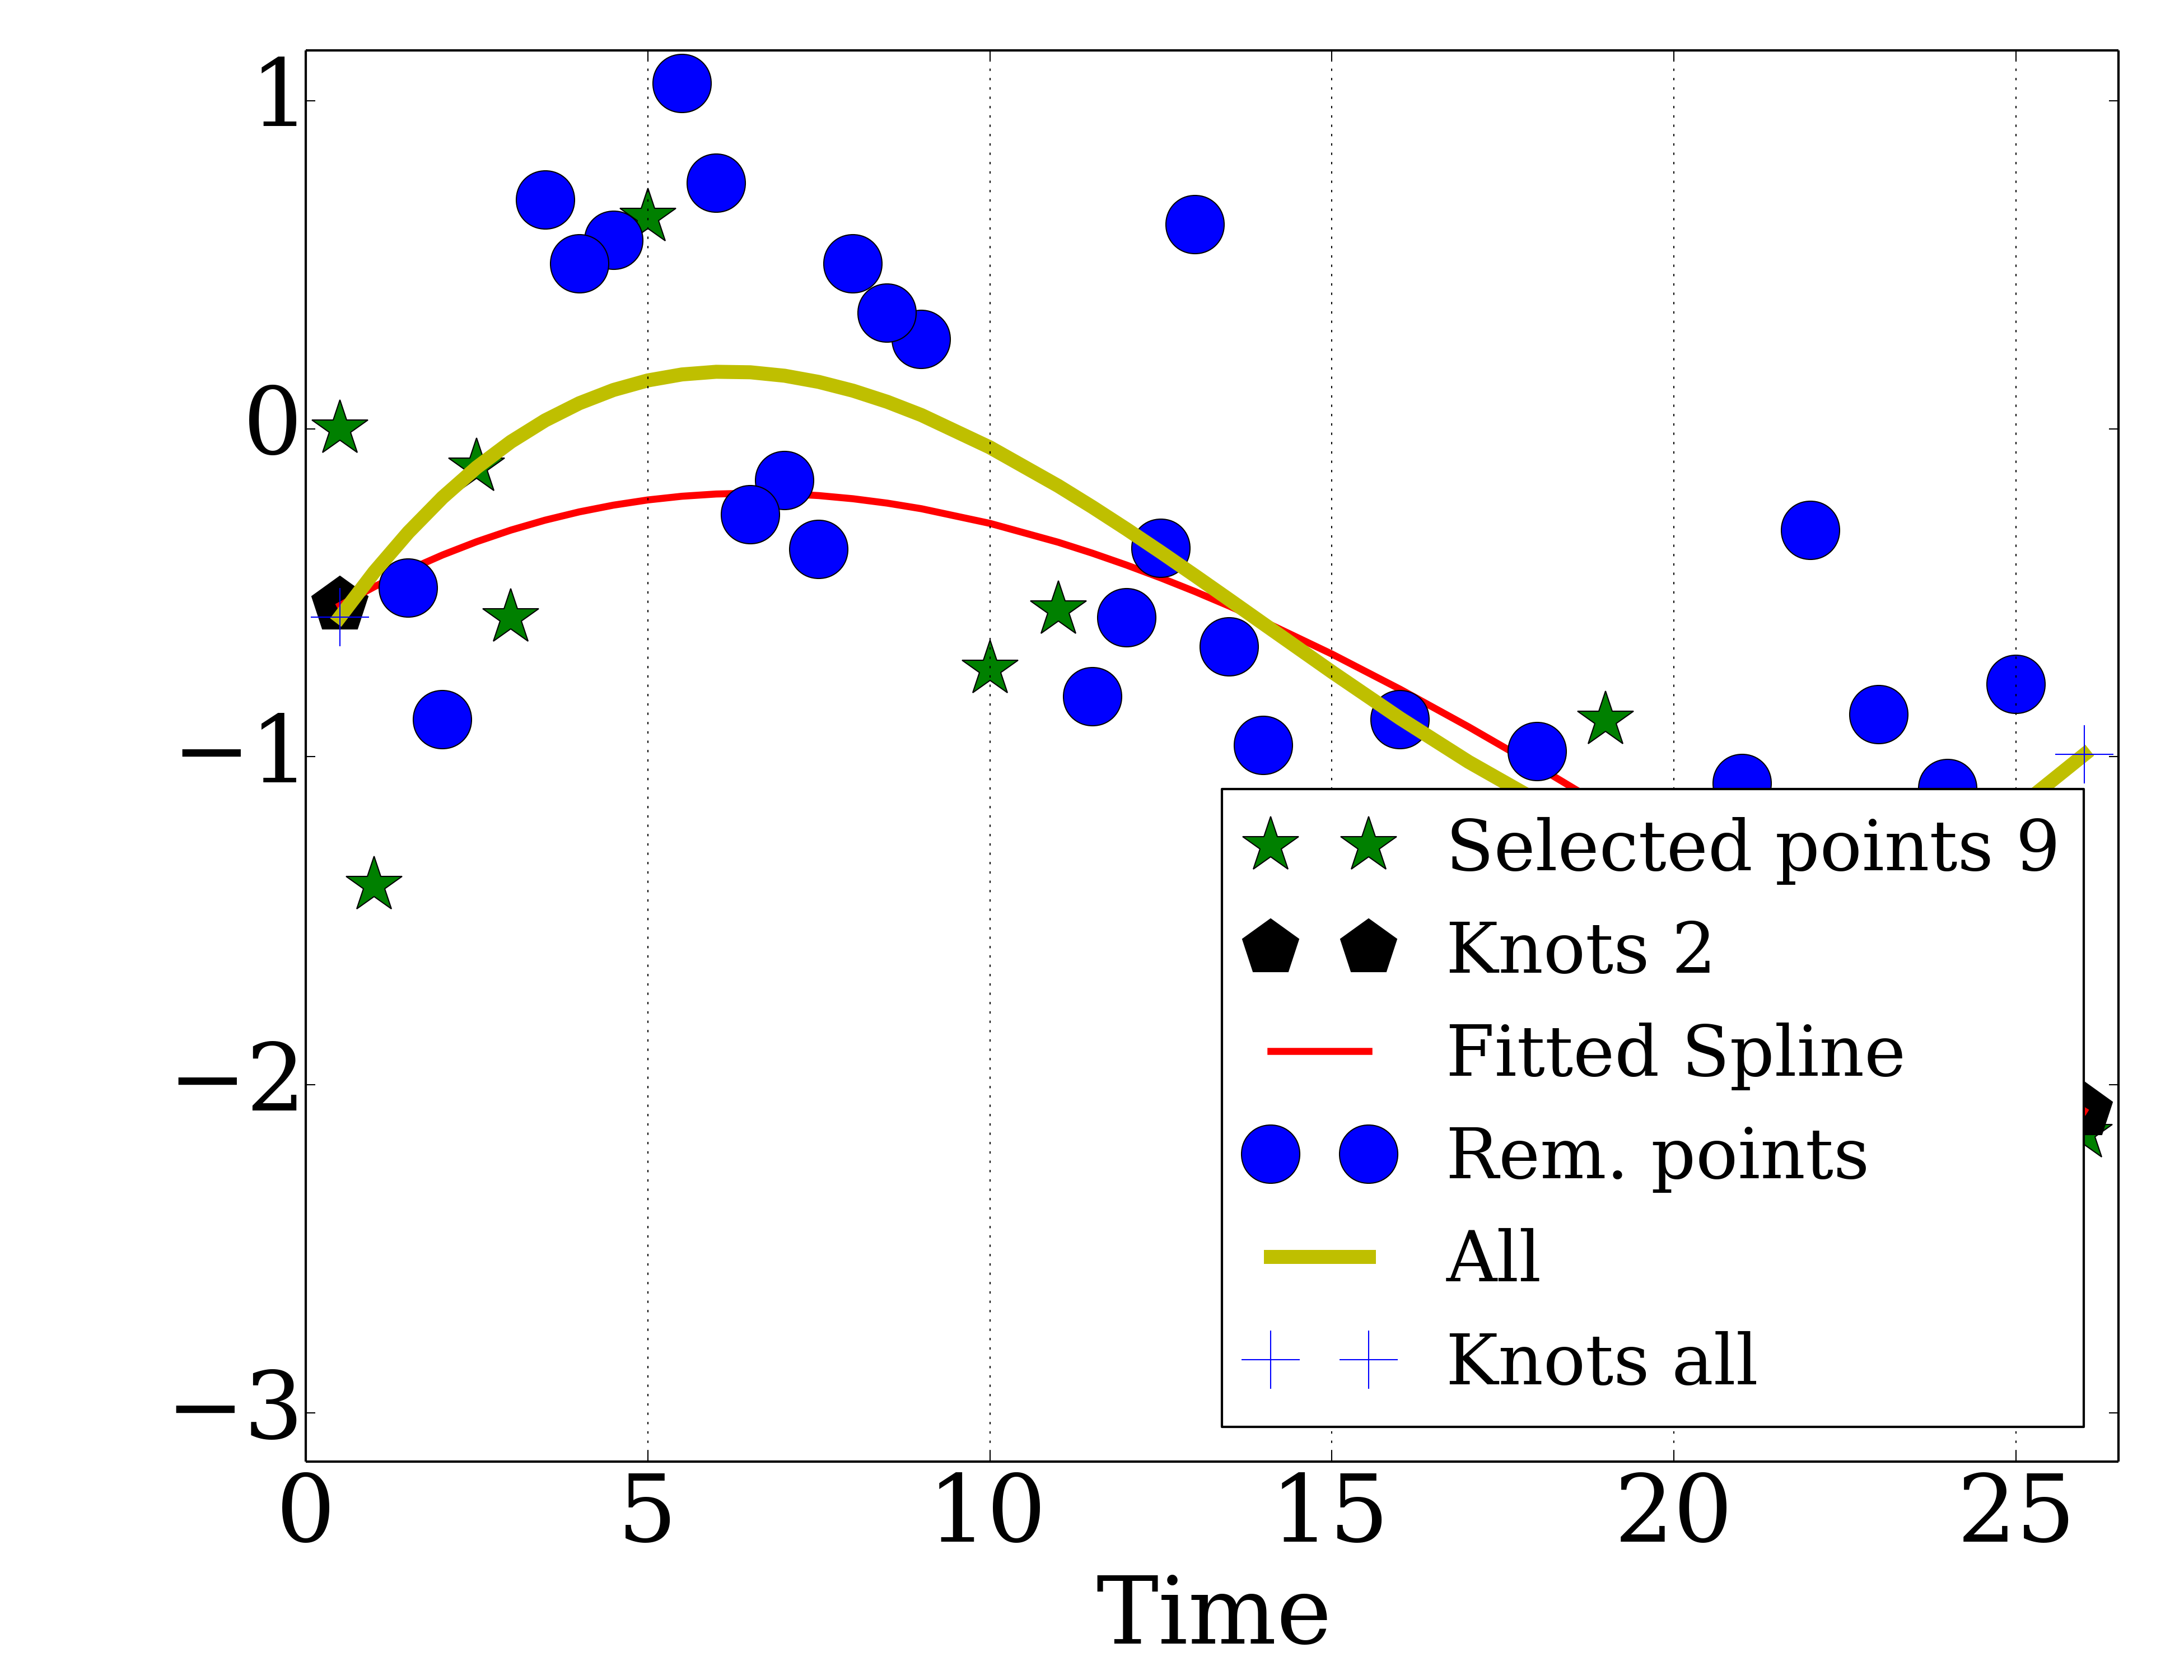 1
0
−1
−2
−3
0 5 10 15 20 25
Time
Selected points 9
Knots 2
Fitted Spline
Rem. points
All
Knots all